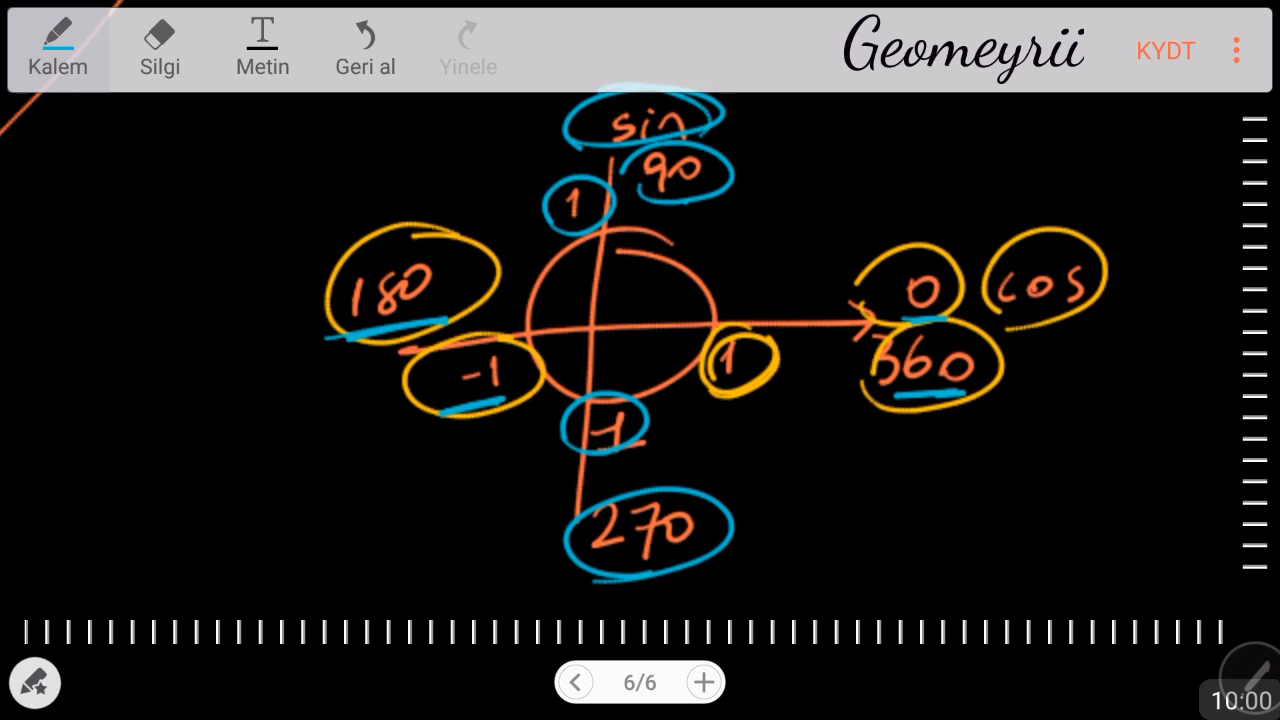 Kalem Silgi Metin Geri al Yinele Geomeyrii KYDT
sin
90
1
180 0 cos
-1 1 360
-1
270
6/6
10:00